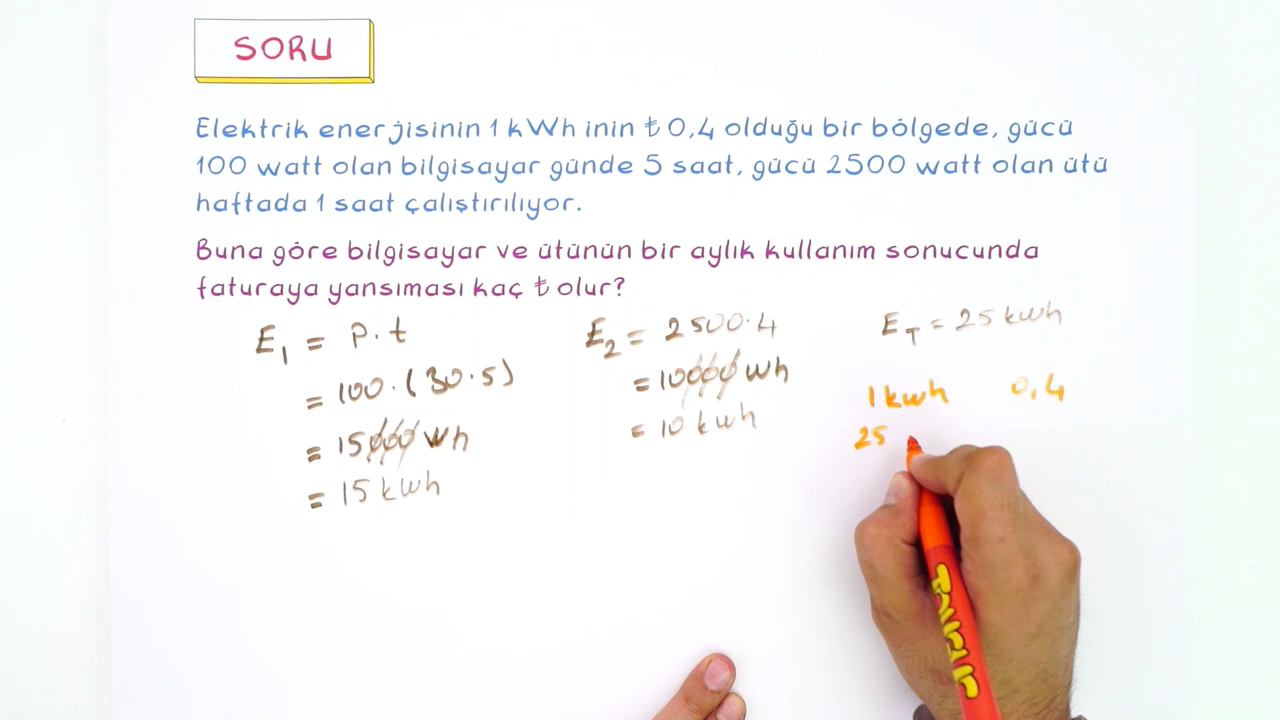 SORU
Elektrik enerjisinin 1 kWh inin ₺ 0,4 olduğu bir bölgede, gücü
100 watt olan bilgisayar günde 5 saat, gücü 2500 watt olan ütü
haftada 1 saat çalıştırılıyor.
Buna göre bilgisayar ve ütünün bir aylık kullanım sonucunda
faturaya yansıması kaç ₺ olur?
E₁ = P.t
= 100.(30.5)
= 15000 Wh
= 15 kWh
E₂ = 2500.4
= 10000 Wh
= 10 kWh
E_T = 25 kWh
1 kWh 0,4
25